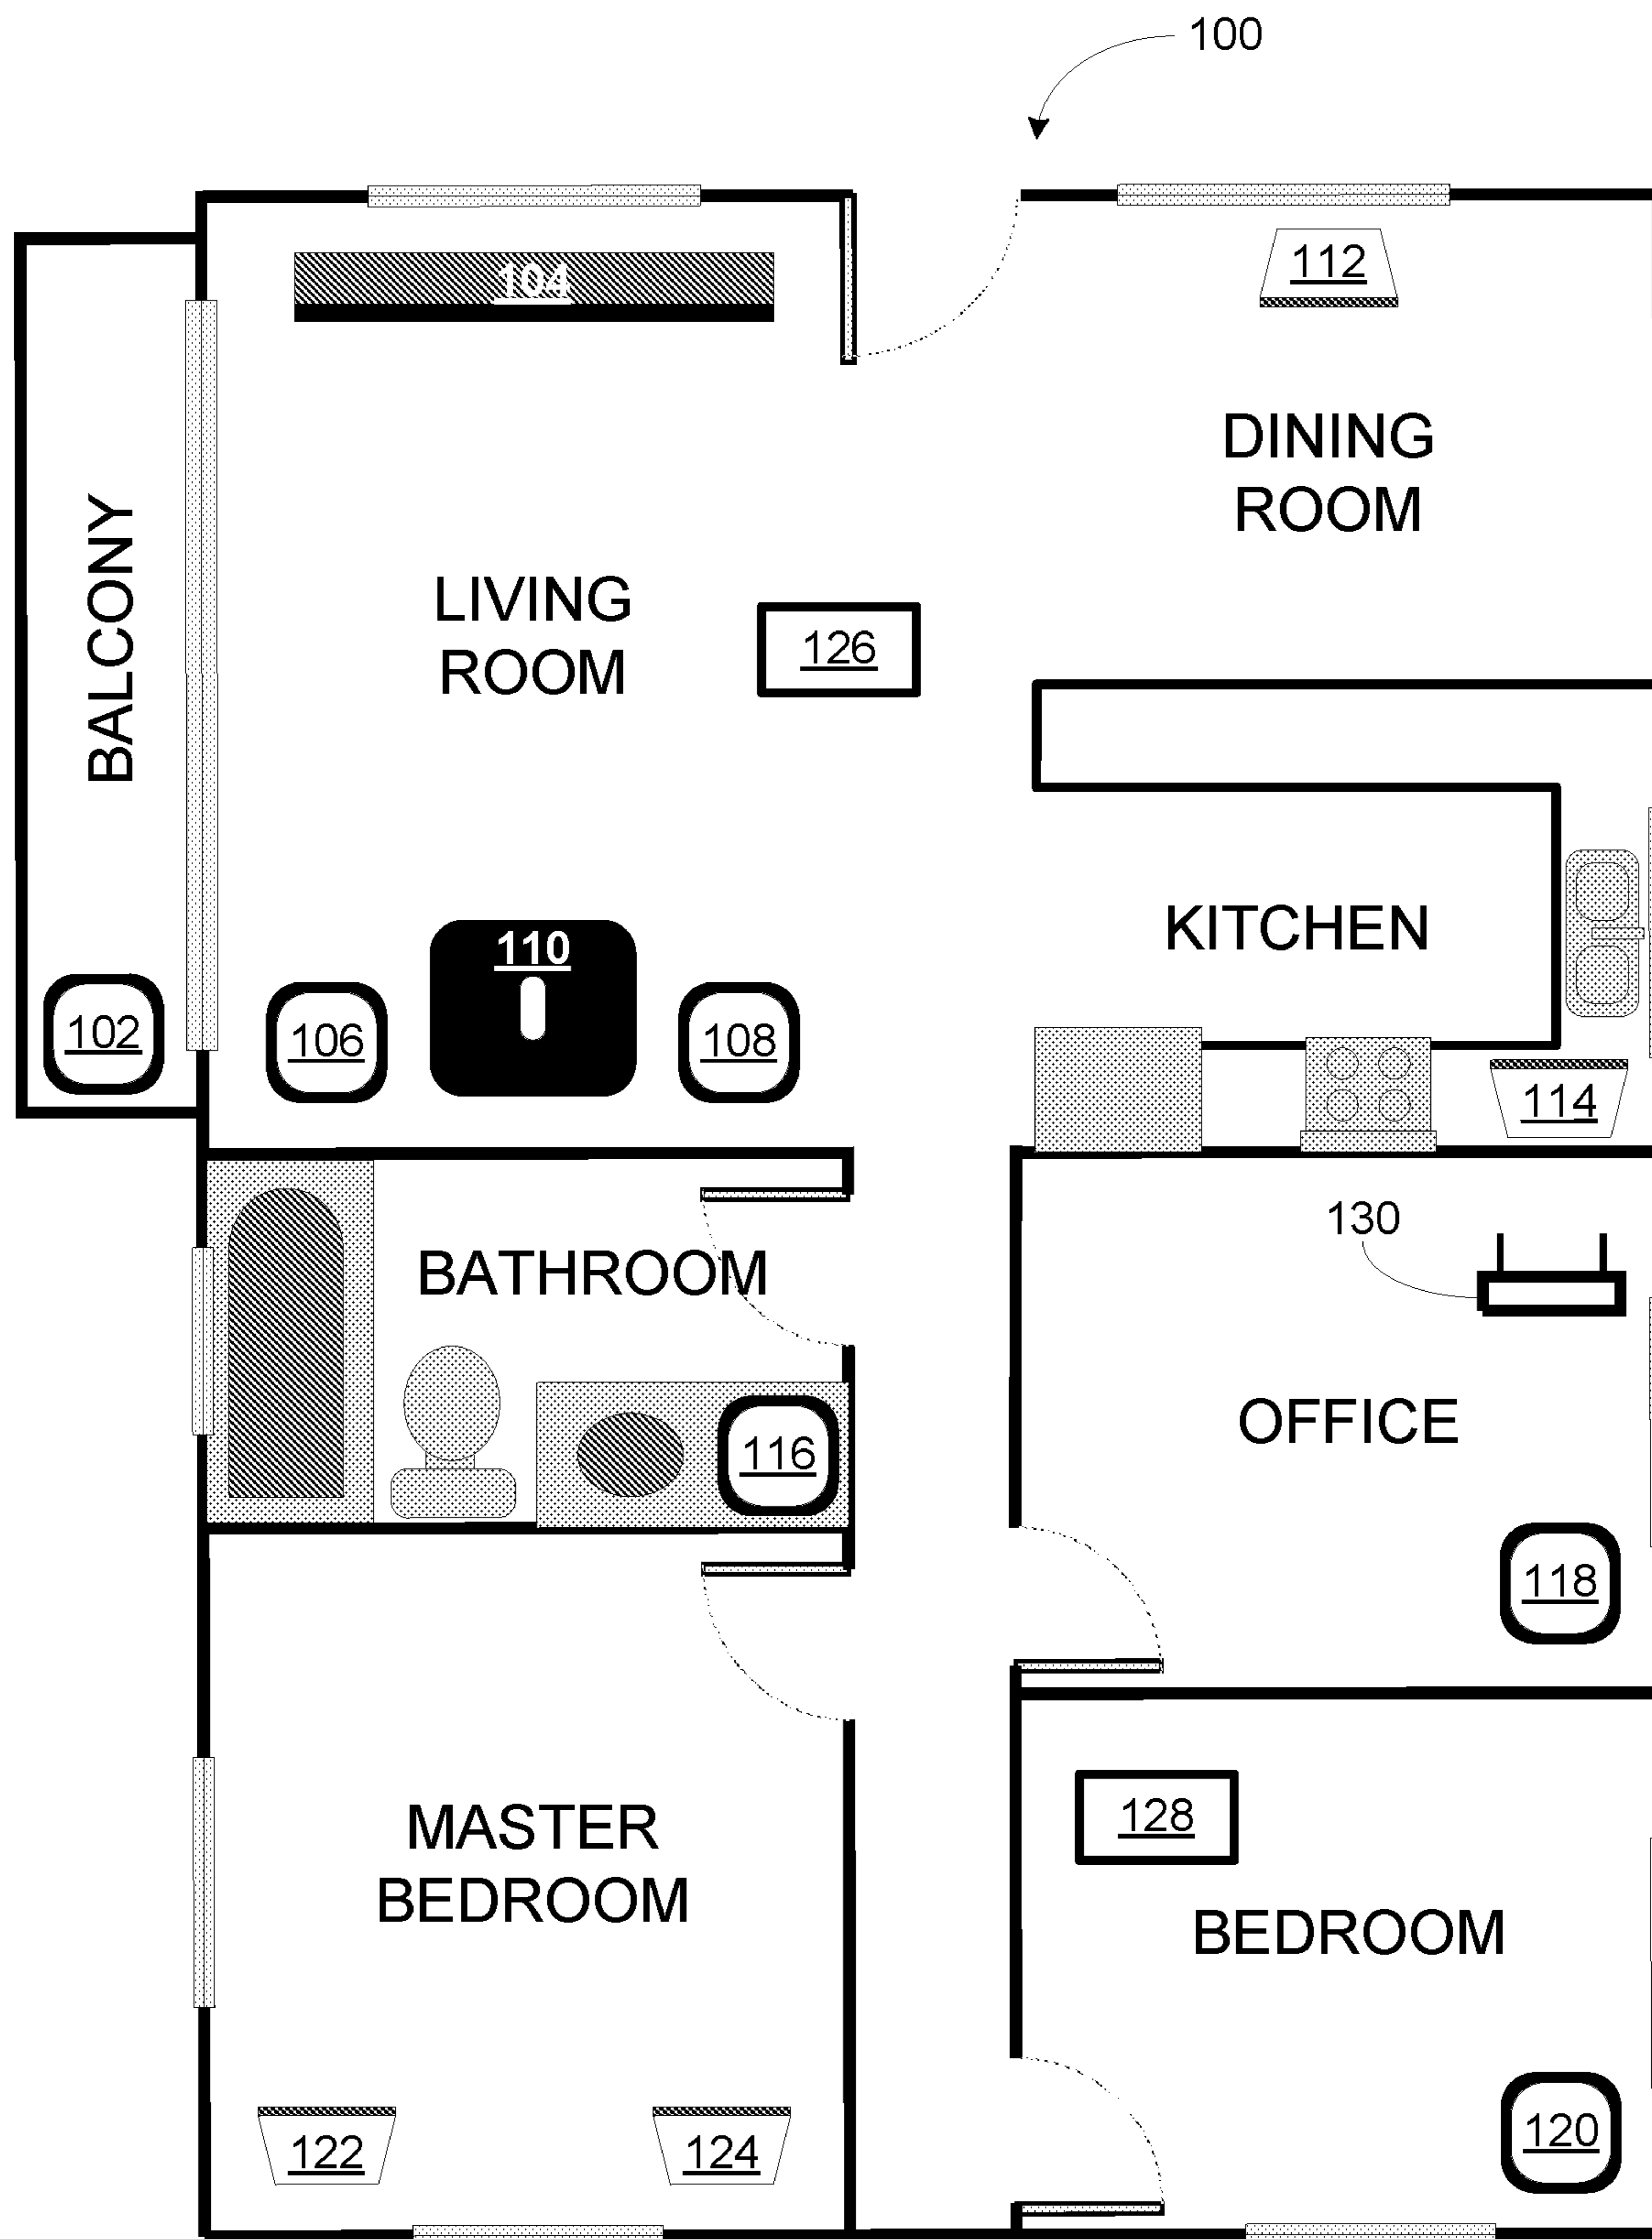 100
104
112
DINING
ROOM
BALCONY
LIVING
ROOM
126
KITCHEN
110
102
106
108
114
130
BATHROOM
OFFICE
116
118
MASTER
BEDROOM
128
BEDROOM
122
124
120